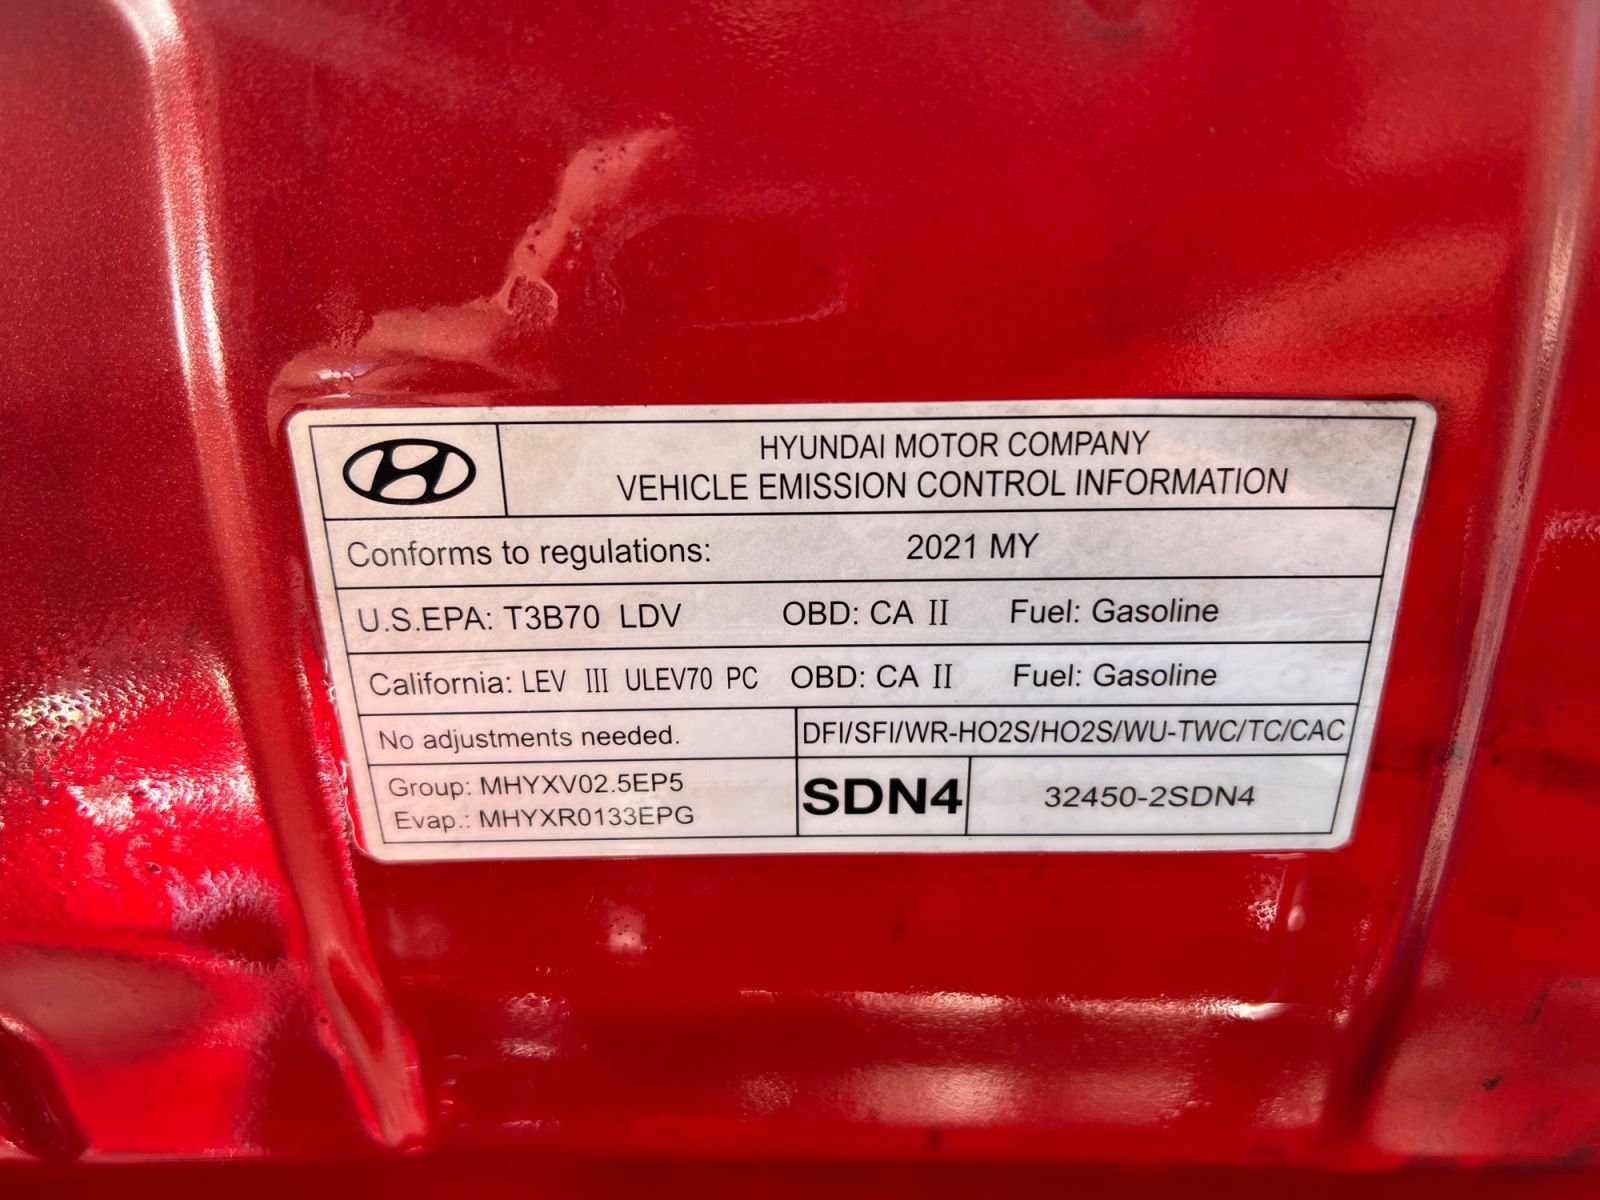 HYUNDAI MOTOR COMPANY
VEHICLE EMISSION CONTROL INFORMATION
Conforms to regulations: 2021 MY
U.S.EPA: T3B70 LDV OBD: CA II Fuel: Gasoline
California: LEV III ULEV70 PC OBD: CA II Fuel: Gasoline
No adjustments needed. DFI/SFI/WR-HO2S/HO2S/WU-TWC/TC/CAC
Group: MHYXV02.5EP5
Evap.: MHYXR0133EPG
SDN4 32450-2SDN4